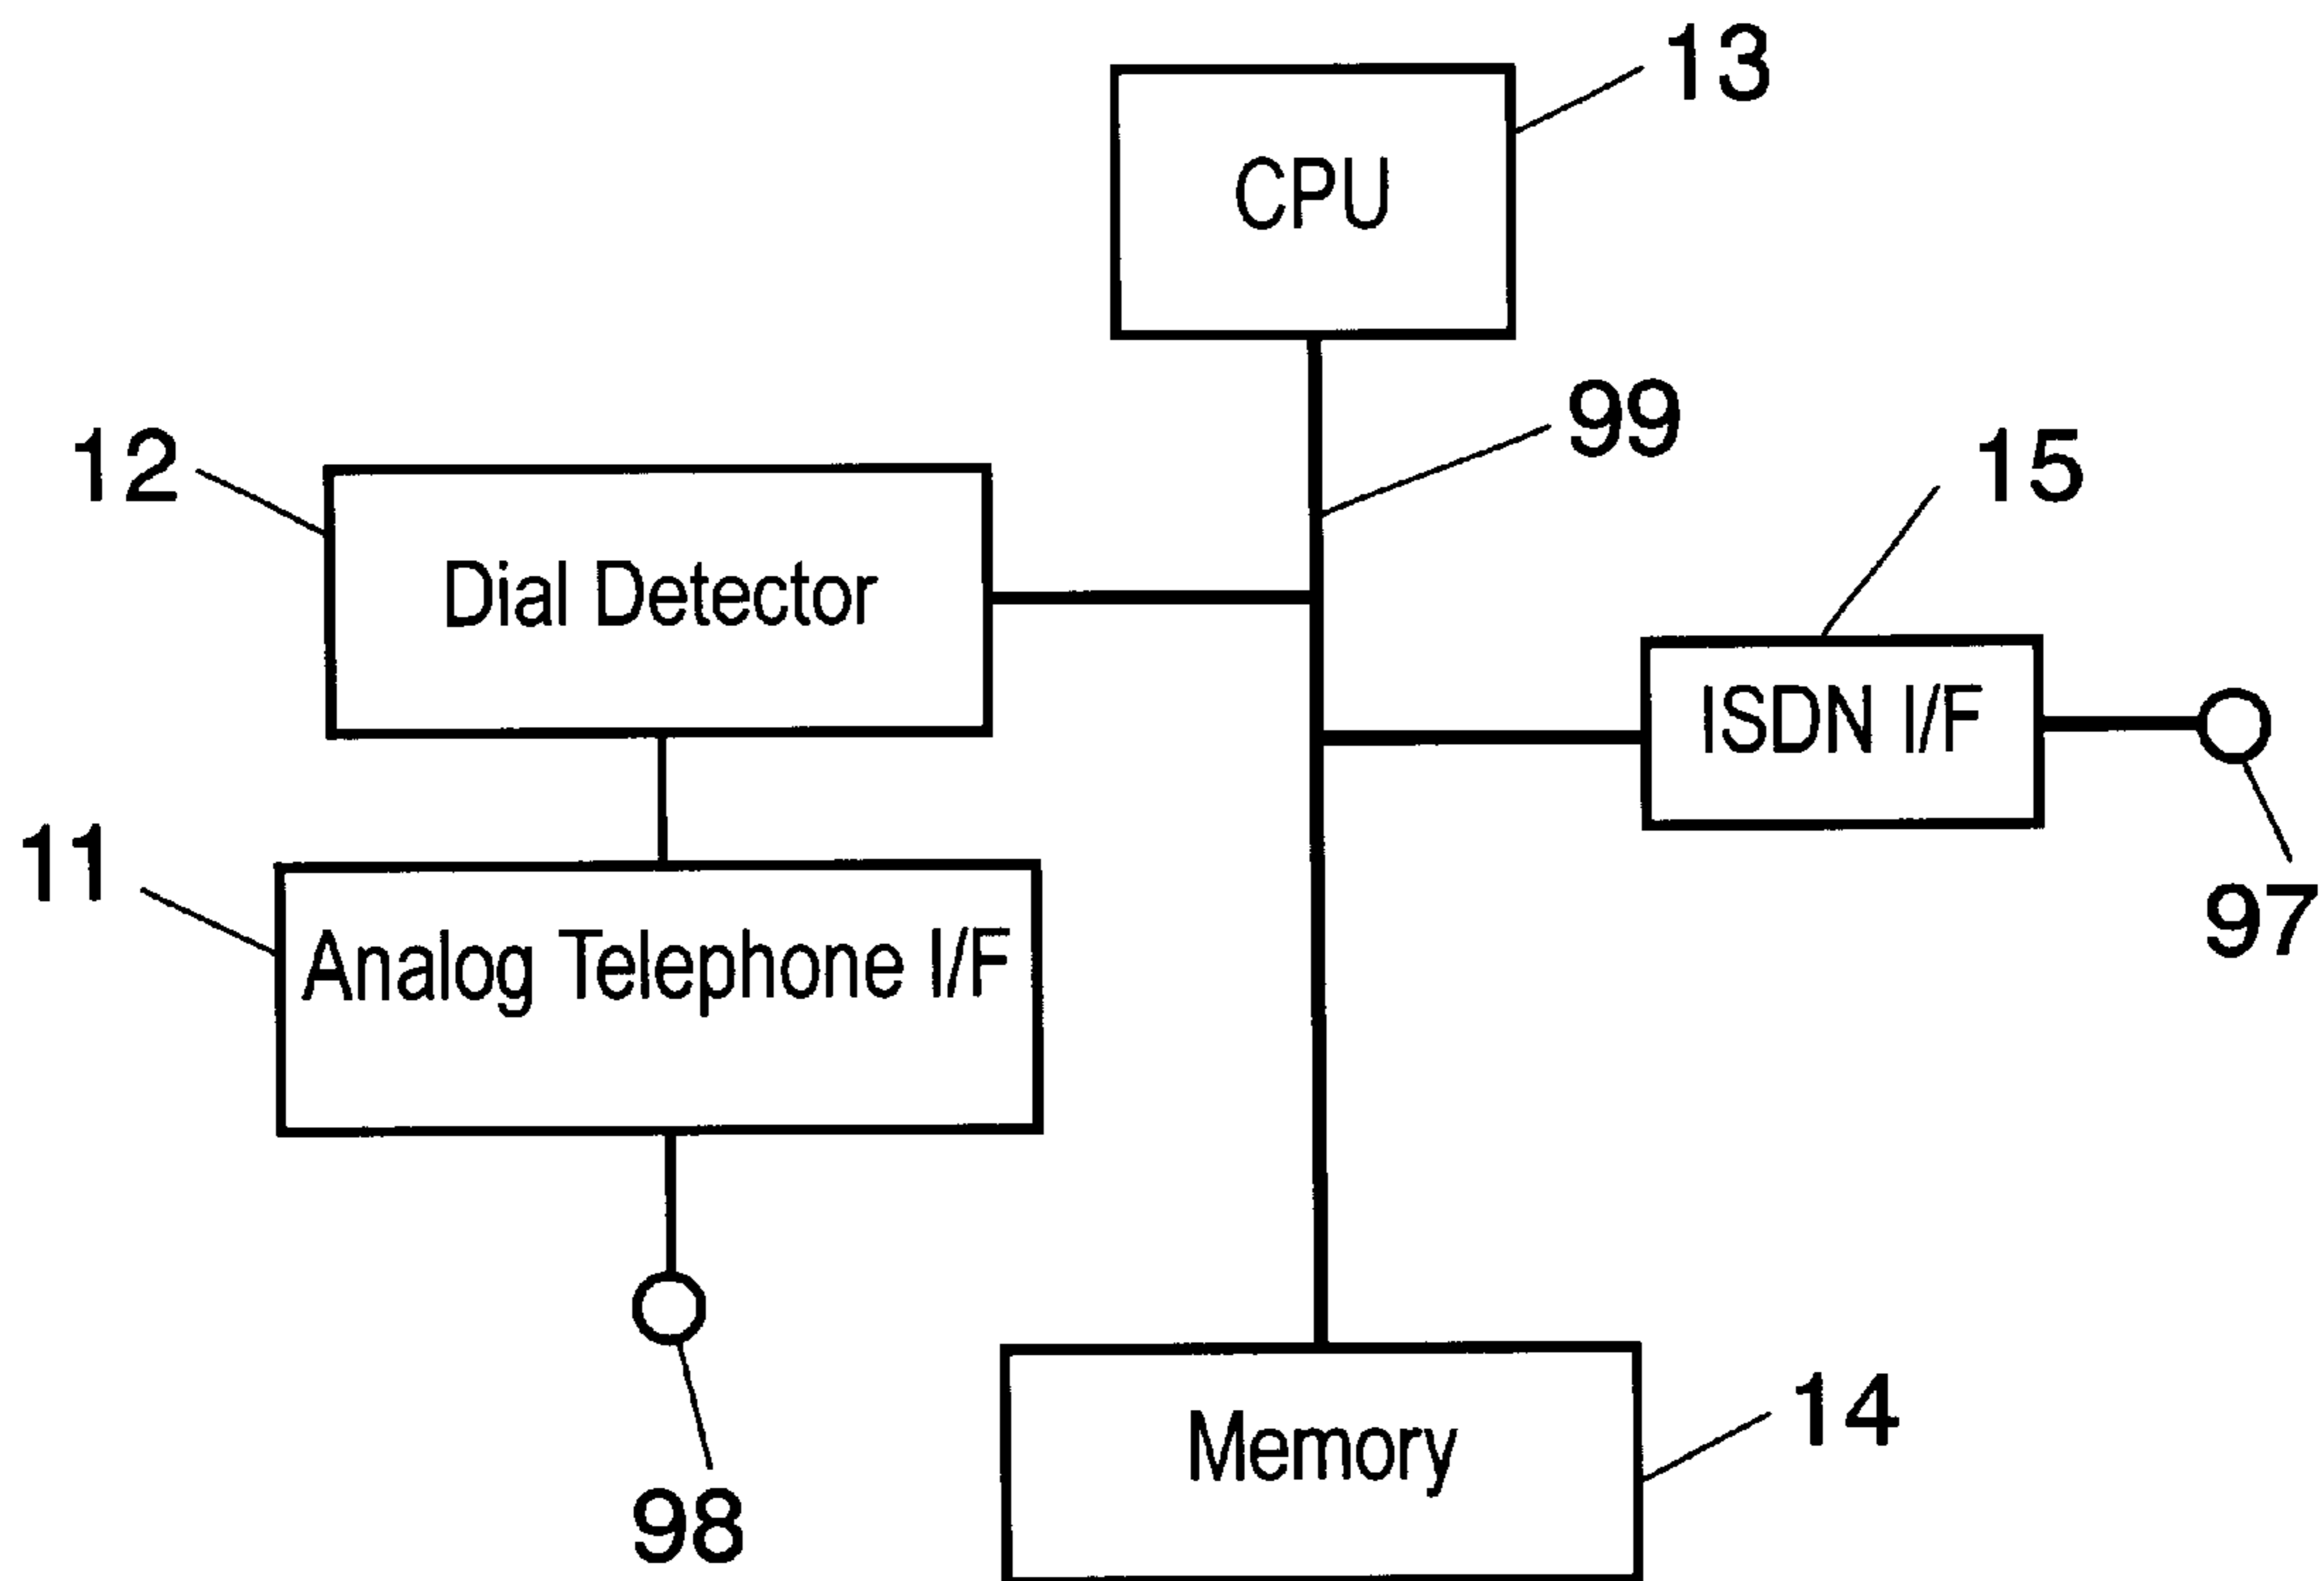 13
CPU
99
12
15
Dial Detector
ISDN I/F
11
97
Analog Telephone I/F
14
Memory
98